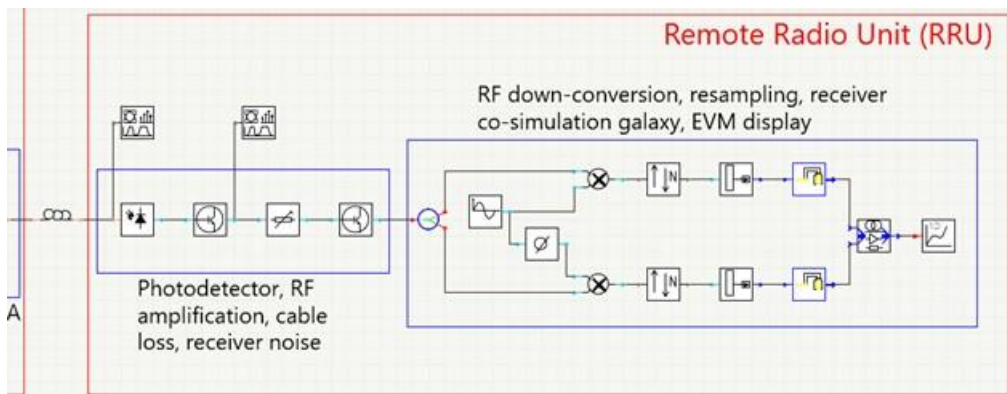 Remote Radio Unit (RRU)
RF down-conversion, resampling, receiver
co-simulation galaxy, EVM display
N
N
Photodetector, RF
amplification, cable
loss, receiver noise
A